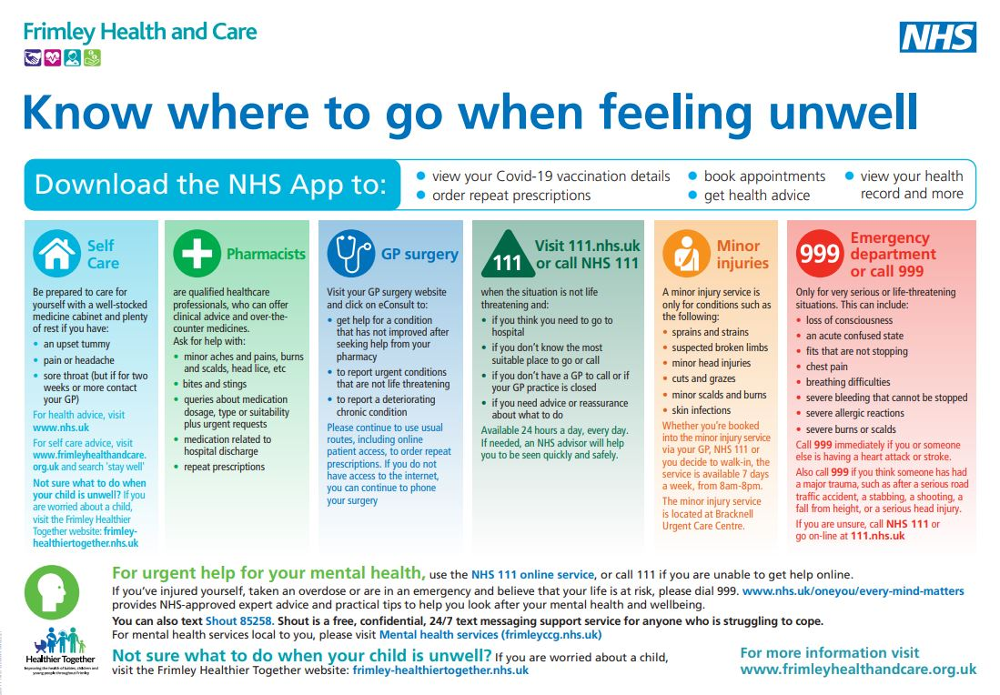 Frimley Health and Care
NHS
Know where to go when feeling unwell
Download the NHS App to:
• view your Covid-19 vaccination details
• order repeat prescriptions
• book appointments
• get health advice
• view your health
record and more
Self
Care
Be prepared to care for
yourself with a well-stocked
medicine cabinet and plenty
of rest if you have:
• an upset tummy
• pain or headache
• sore throat (but if for two
weeks or more contact
your GP)
For health advice, visit
www.nhs.uk
For self care advice, visit
www.frimleyhealthandcare.
org.uk and search 'stay well'
Not sure what to do when
your child is unwell? If you
are worried about a child,
visit the Frimley Healthier
Together website: frimley-
healthiertogether.nhs.uk
Pharmacists
are qualified healthcare
professionals, who can offer
clinical advice and over-the-
counter medicines.
Ask for help with:
• minor aches and pains, burns
and scalds, head lice, etc
• bites and stings
• queries about medication
dosage, type or suitability
plus urgent requests
• medication related to
hospital discharge
• repeat prescriptions
GP surgery
Visit your GP surgery website
and click on eConsult to:
• get help for a condition
that has not improved after
seeking help from your
pharmacy
• to report urgent conditions
that are not life threatening
• to report a deteriorating
chronic condition
Please continue to use usual
routes, including online
patient access, to order repeat
prescriptions. If you do not
have access to the internet,
you can continue to phone
your surgery
111
Visit 111.nhs.uk
or call NHS 111
when the situation is not life
threatening and:
• if you think you need to go to
hospital
• if you don't know the most
suitable place to go or call
• if you don't have a GP to call or if
your GP practice is closed
• if you need advice or reassurance
about what to do
Available 24 hours a day, every day.
If needed, an NHS advisor will help
you to be seen quickly and safely.
Minor
injuries
A minor injury service is
only for conditions such as
the following:
• sprains and strains
• suspected broken limbs
• minor head injuries
• cuts and grazes
• minor scalds and burns
• skin infections
Whether you're booked
into the minor injury service
via your GP, NHS 111 or
you decide to walk-in, the
service is available 7 days
a week, from 8am-8pm.
The minor injury service
is located at Bracknell
Urgent Care Centre.
999
Emergency
department
or call 999
Only for very serious or life-threatening
situations. This can include:
• loss of consciousness
• an acute confused state
• fits that are not stopping
• chest pain
• breathing difficulties
• severe bleeding that cannot be stopped
• severe allergic reactions
• severe burns or scalds
Call 999 immediately if you or someone
else is having a heart attack or stroke.
Also call 999 if you think someone has had
a major trauma, such as after a serious road
traffic accident, a stabbing, a shooting, a
fall from height, or a serious head injury.
If you are unsure, call NHS 111 or
go on-line at 111.nhs.uk
For urgent help for your mental health, use the NHS 111 online service, or call 111 if you are unable to get help online.
If you've injured yourself, taken an overdose or are in an emergency and believe that your life is at risk, please dial 999. www.nhs.uk/oneyou/every-mind-matters
provides NHS-approved expert advice and practical tips to help you look after your mental health and wellbeing.
You can also text Shout 85258. Shout is a free, confidential, 24/7 text messaging support service for anyone who is struggling to cope.
For mental health services local to you, please visit Mental health services (frimleyccg.nhs.uk)
Healthier Together
Improving the health of babies, children and
young people throughout Frimley
Not sure what to do when your child is unwell? If you are worried about a child,
visit the Frimley Healthier Together website: frimley-healthiertogether.nhs.uk
For more information visit
www.frimleyhealthandcare.org.uk